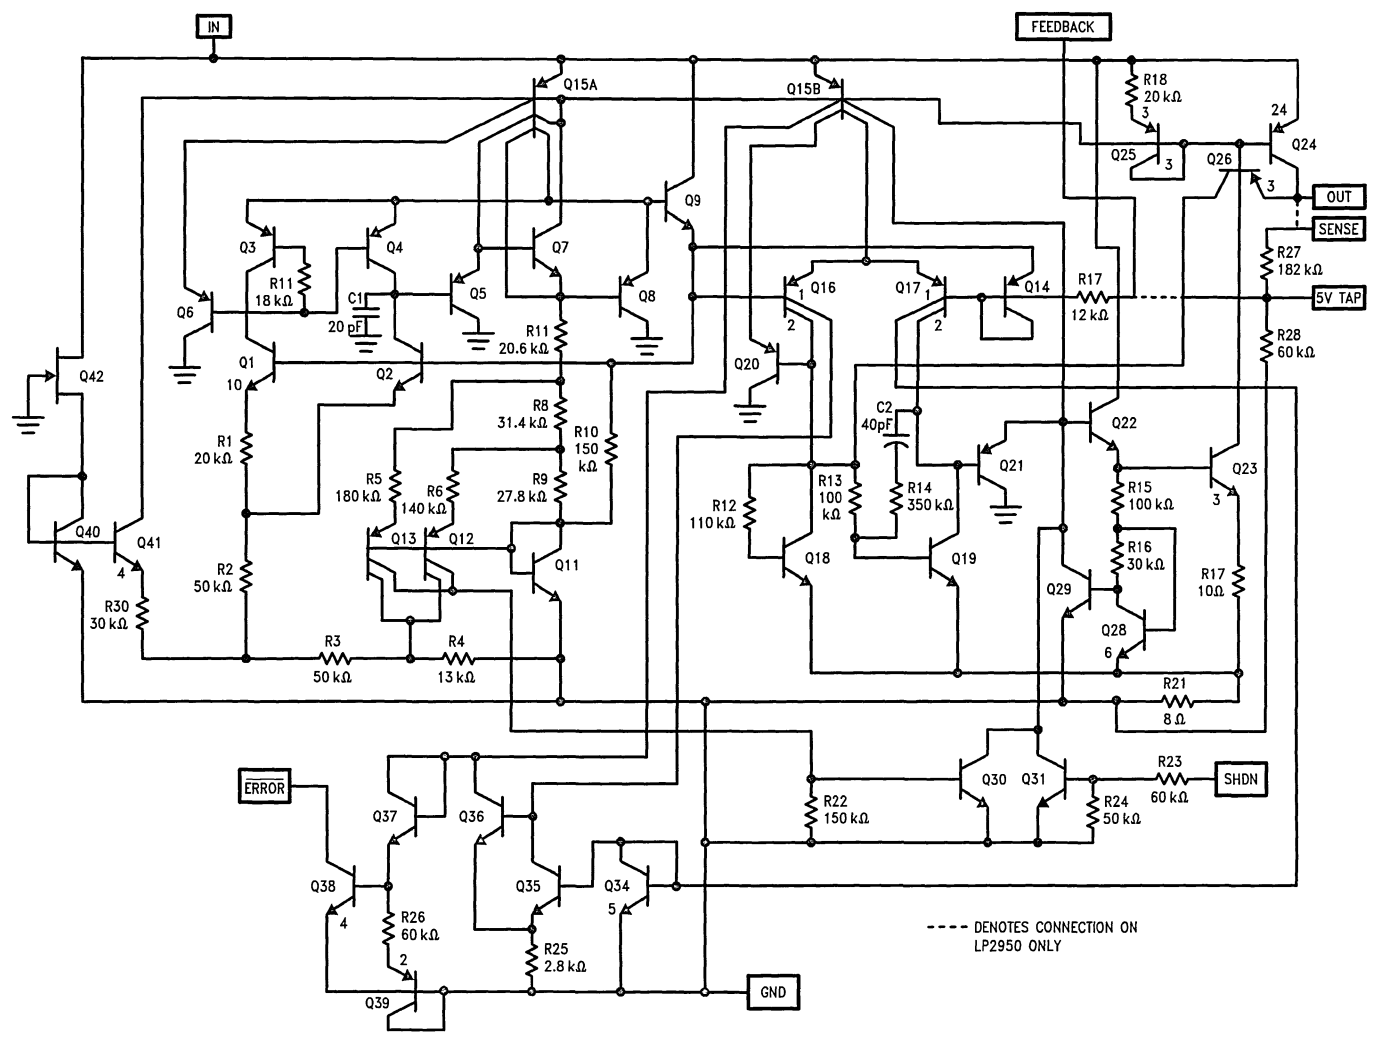 IN
FEEDBACK
Q15A
Q15B
R18
20 kΩ
3
Q25
3
24
Q24
Q26
3
OUT
SENSE
R27
182 kΩ
5V TAP
R28
60 kΩ
Q3
R11
18 kΩ
Q4
C1
20 pF
Q5
Q6
Q7
Q8
Q9
Q16
1
2
Q17
1
2
Q14
R17
12 kΩ
Q42
Q1
10
Q2
R11
20.6 kΩ
Q20
R1
20 kΩ
R8
31.4 kΩ
R10
150
kΩ
C2
40pF
Q22
Q21
Q23
3
R5
180 kΩ
R6
140 kΩ
R9
27.8 kΩ
R12
110 kΩ
R13
100
kΩ
R14
350 kΩ
R15
100 kΩ
Q40
Q41
4
Q13
Q12
Q11
Q18
Q19
R16
30 kΩ
Q29
R17
10Ω
R2
50 kΩ
R30
30 kΩ
Q28
6
R3
50 kΩ
R4
13 kΩ
R21
8 Ω
ERROR
Q37
Q36
R22
150 kΩ
Q30
Q31
R24
50 kΩ
R23
60 kΩ
SHDN
Q38
4
Q35
Q34
5
R26
60 kΩ
2
Q39
R25
2.8 kΩ
GND
DENOTES CONNECTION ON
LP2950 ONLY